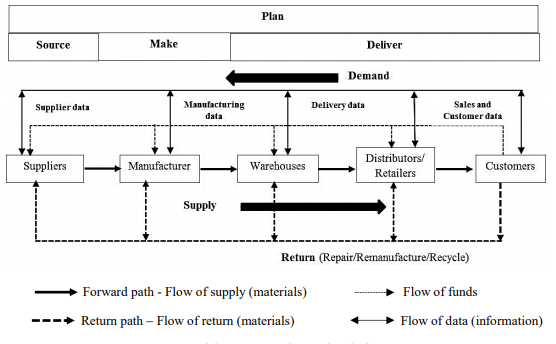 Plan
Source Make Deliver
Demand
Supplier data Manufacturing data Delivery data Sales and Customer data
Suppliers Manufacturer Warehouses Distributors/ Retailers Customers
Supply
Return (Repair/Remanufacture/Recycle)
Forward path - Flow of supply (materials) Flow of funds
Return path – Flow of return (materials) Flow of data (information)